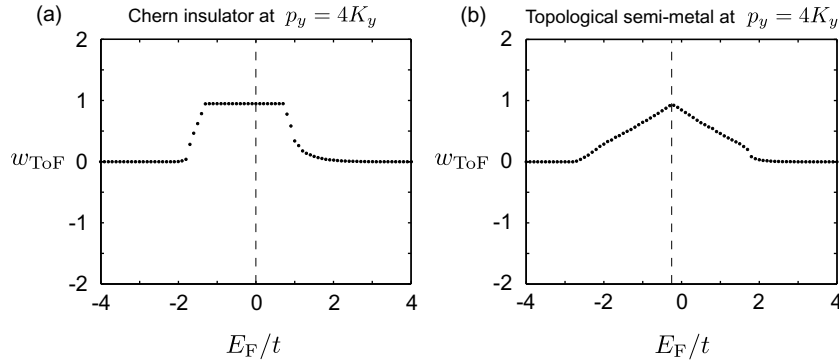 (a) Chern insulator at p_y = 4K_y
2
1
w_ToF 0
-1
-2
-4 -2 0 2 4
E_F/t
(b) Topological semi-metal at p_y = 4K_y
2
1
w_ToF 0
-1
-2
-4 -2 0 2 4
E_F/t